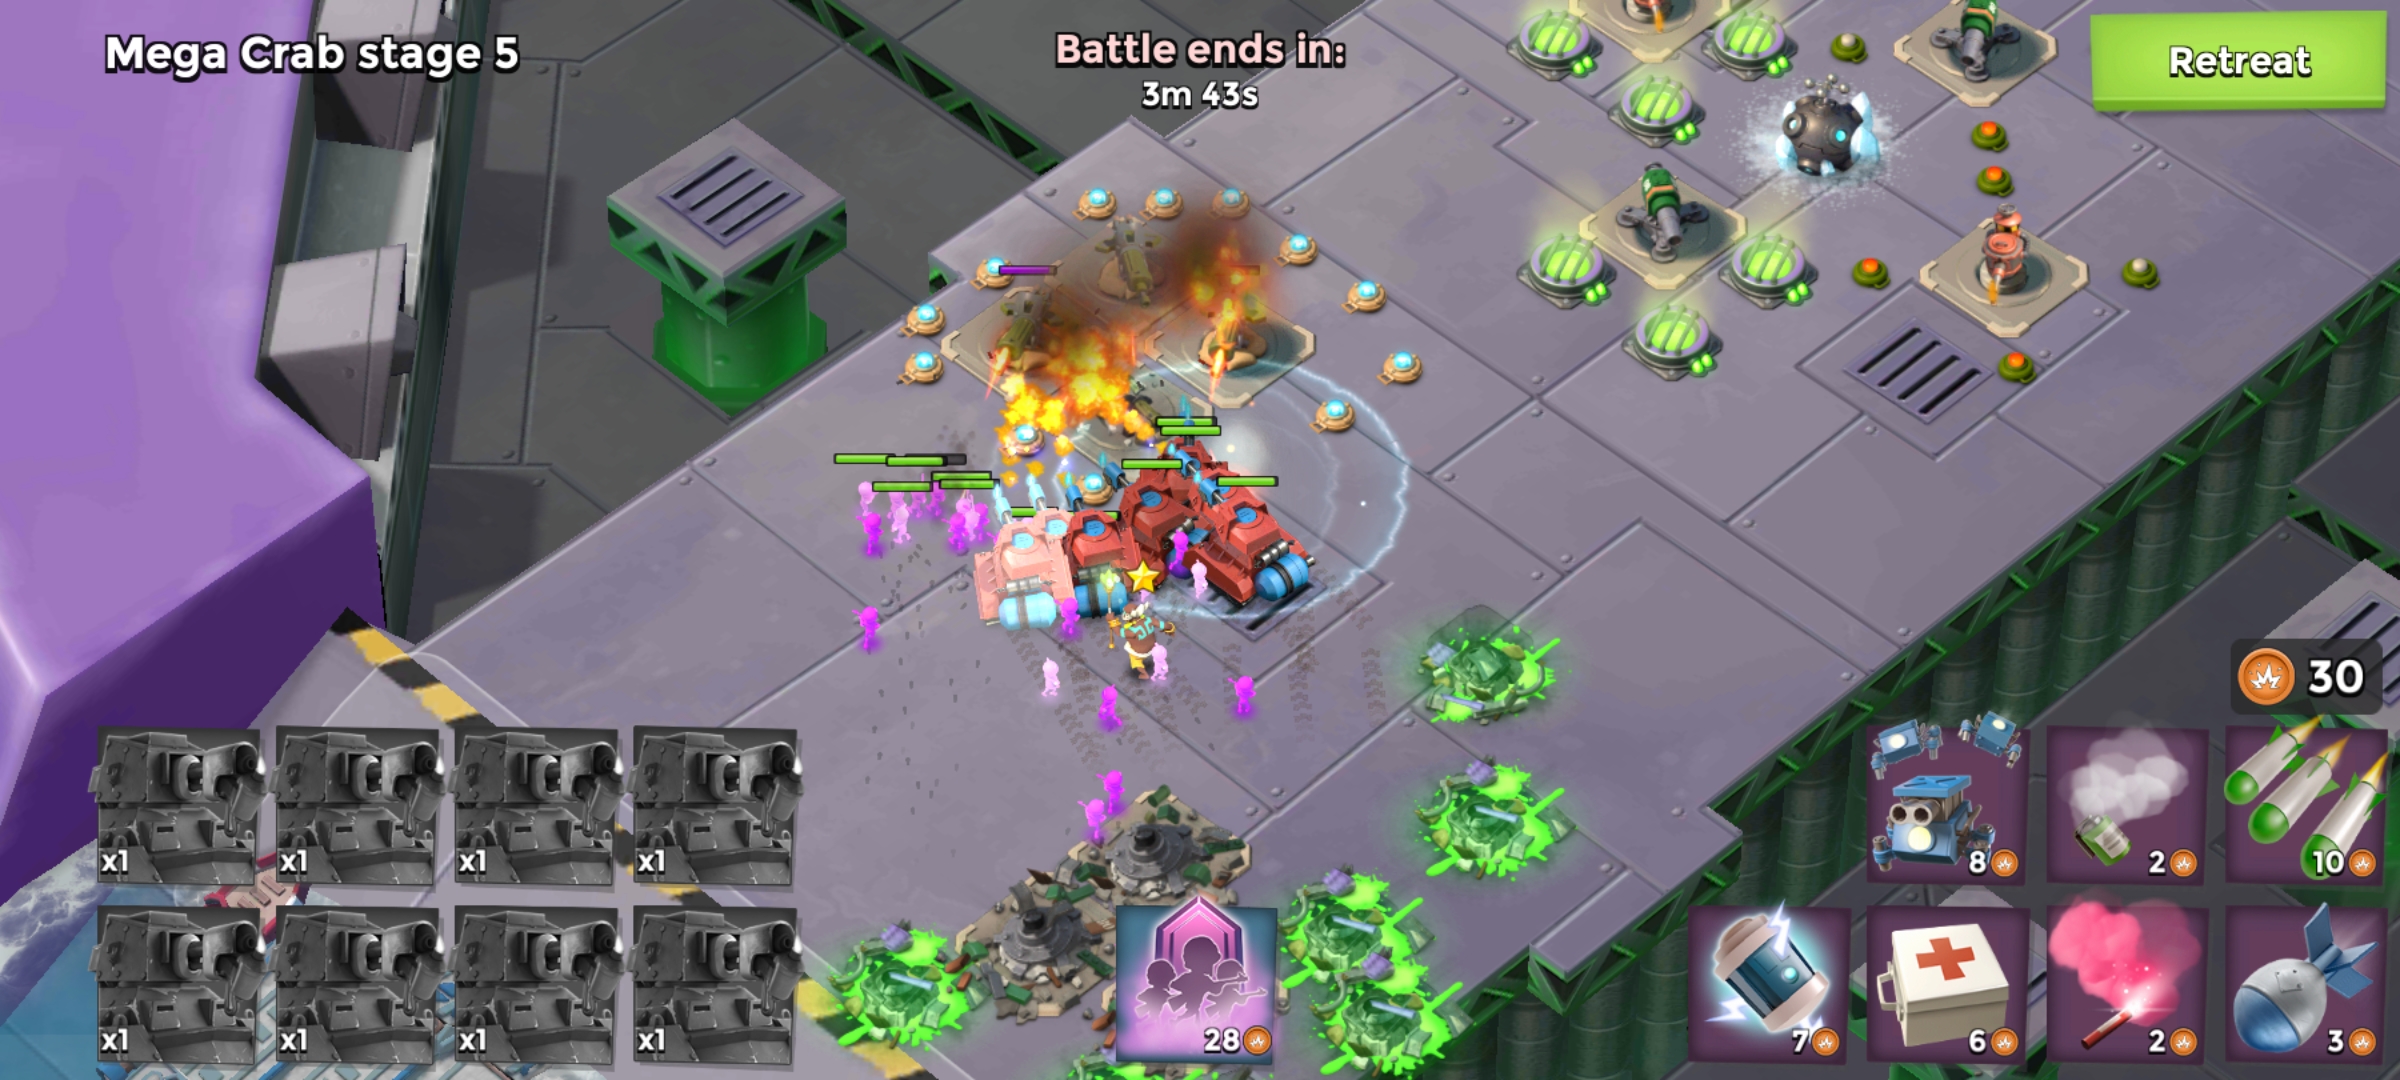 Mega Crab stage 5
Battle ends in:
3m 43s
Retreat
30
x1
x1
x1
x1
8
2
10
x1
x1
x1
x1
28
7
6
2
3